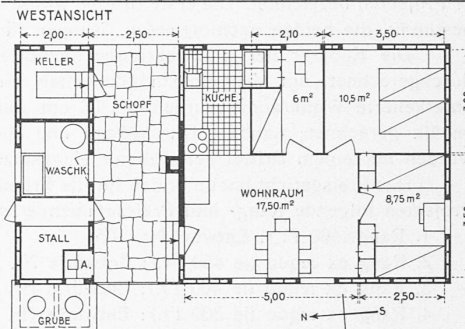 WESTANSICHT
2,00
2,50
2,10
3,50
KELLER
SCHOPF
KÜCHE
6 m²
10,5 m²
WASCHK.
WOHNRAUM
17,50 m²
8,75 m²
STALL
A.
GRUBE
5,00
2,50
N
S